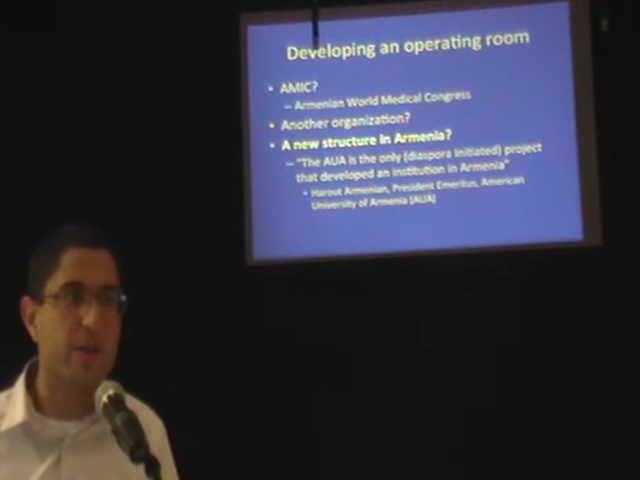 Developing an operating room
• AMIC?
– Armenian World Medical Congress
• Another organization?
• A new structure in Armenia?
– "The AUA is the only (diaspora initiated) project
that developed an institution in Armenia"
• Harout Armenian, President Emeritus, American
University of Armenia (AUA)